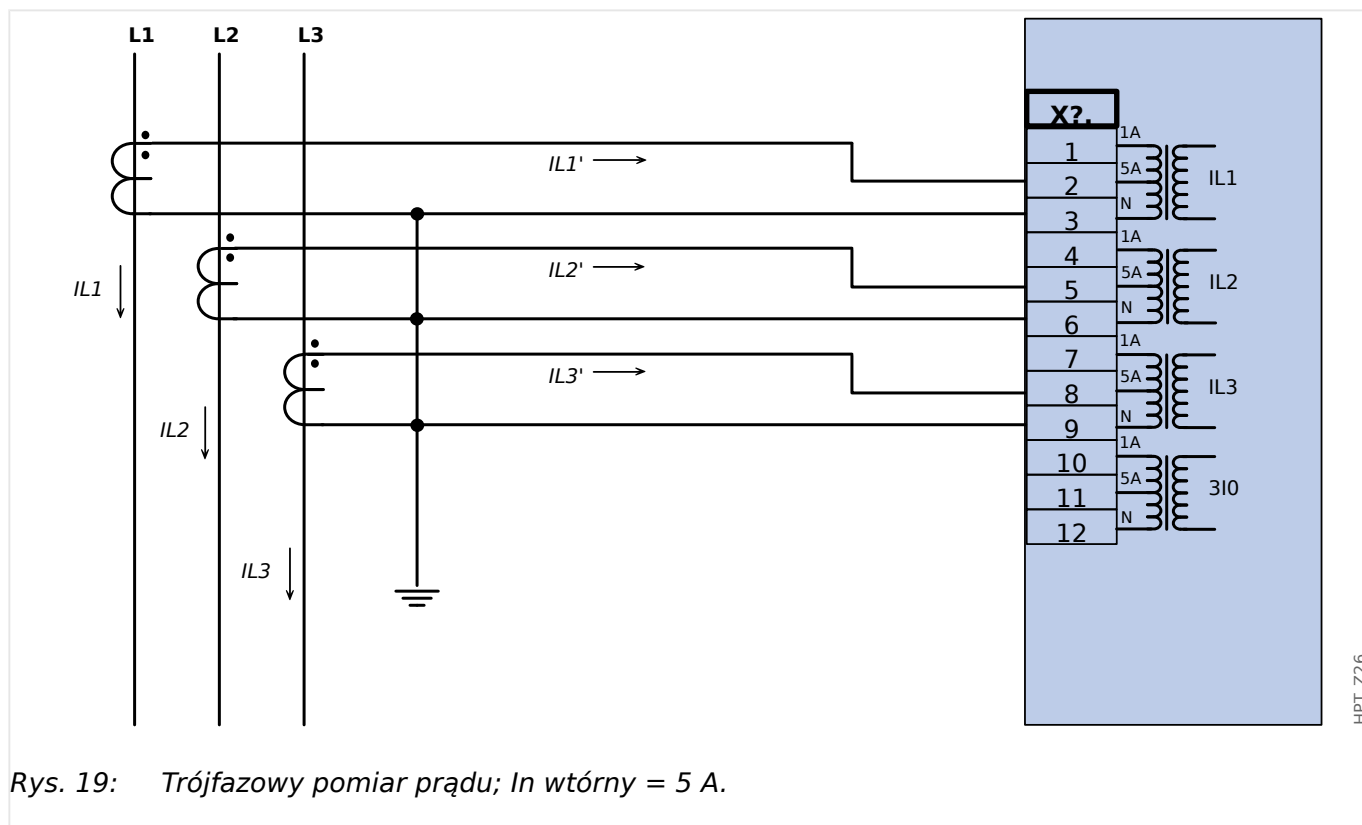 L1 L2 L3
X?.
1
2
3
4
5
6
7
8
9
10
11
12
1A
5A
N
IL1
1A
5A
N
IL2
1A
5A
N
IL3
1A
5A
N
3I0
IL1'
IL2'
IL3'
IL1
IL2
IL3
HPT_Z26
Rys. 19: Trójfazowy pomiar prądu; In wtórny = 5 A.